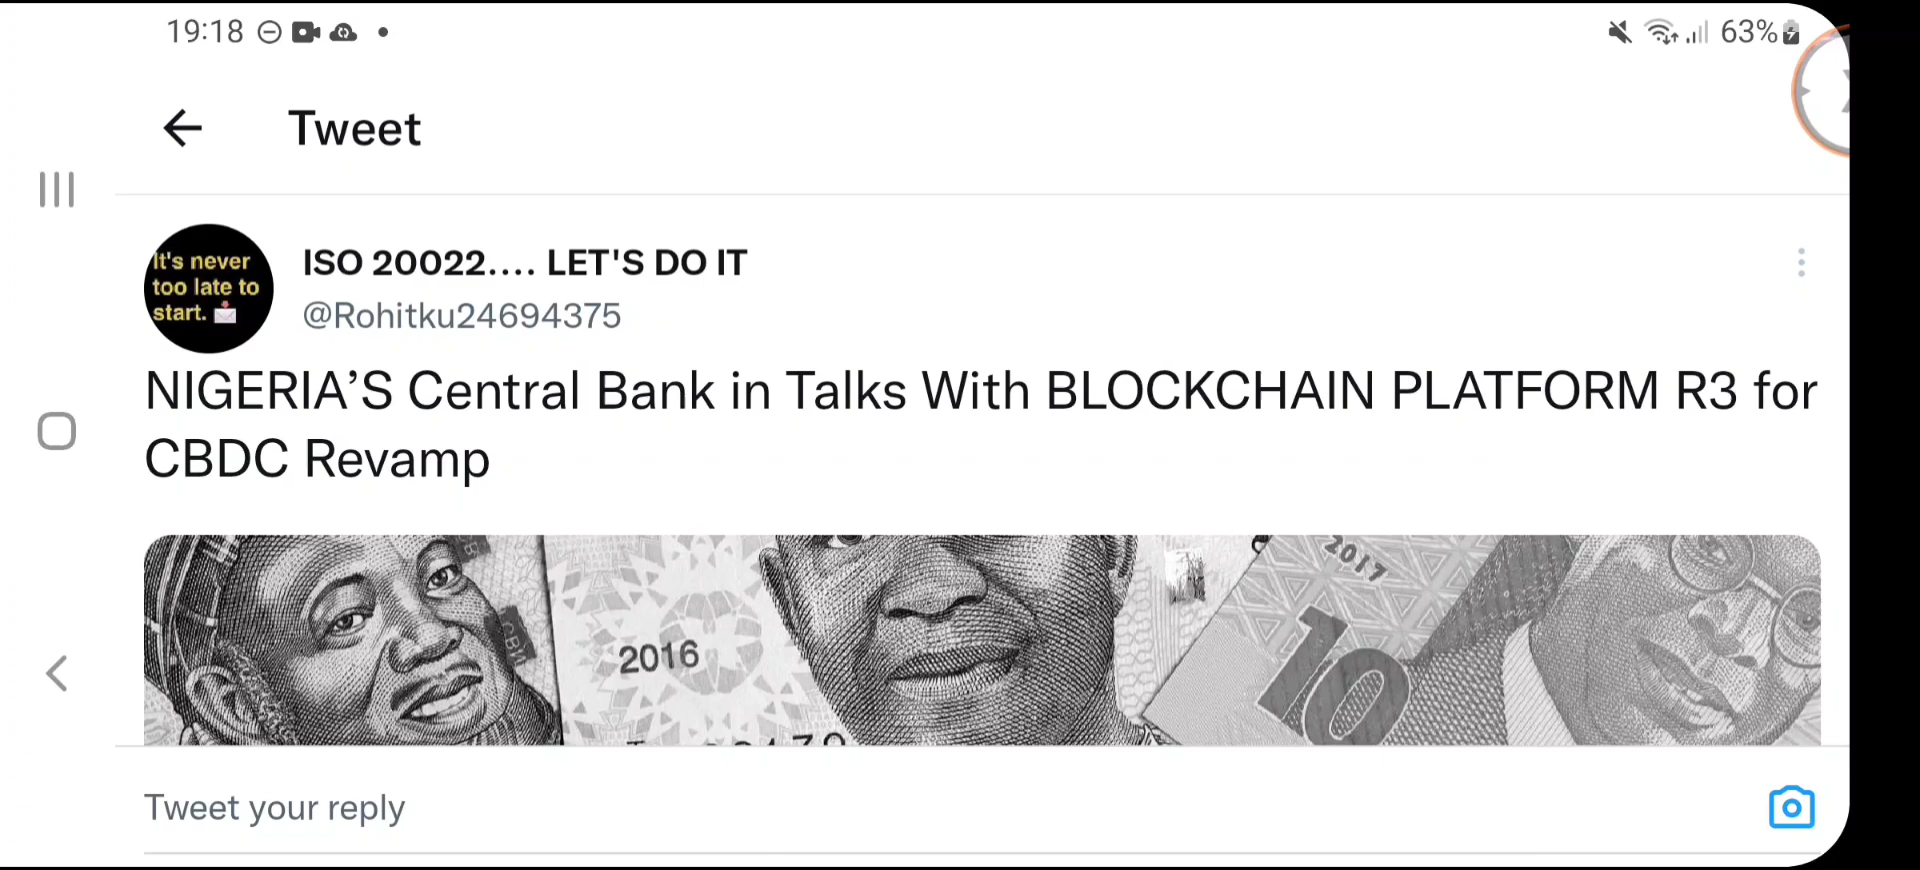 19:18
63%
Tweet
It's never
too late to
start.
ISO 20022.... LET'S DO IT
@Rohitku24694375
NIGERIA’S Central Bank in Talks With BLOCKCHAIN PLATFORM R3 for
CBDC Revamp
2016
2017
10
CBN
Tweet your reply